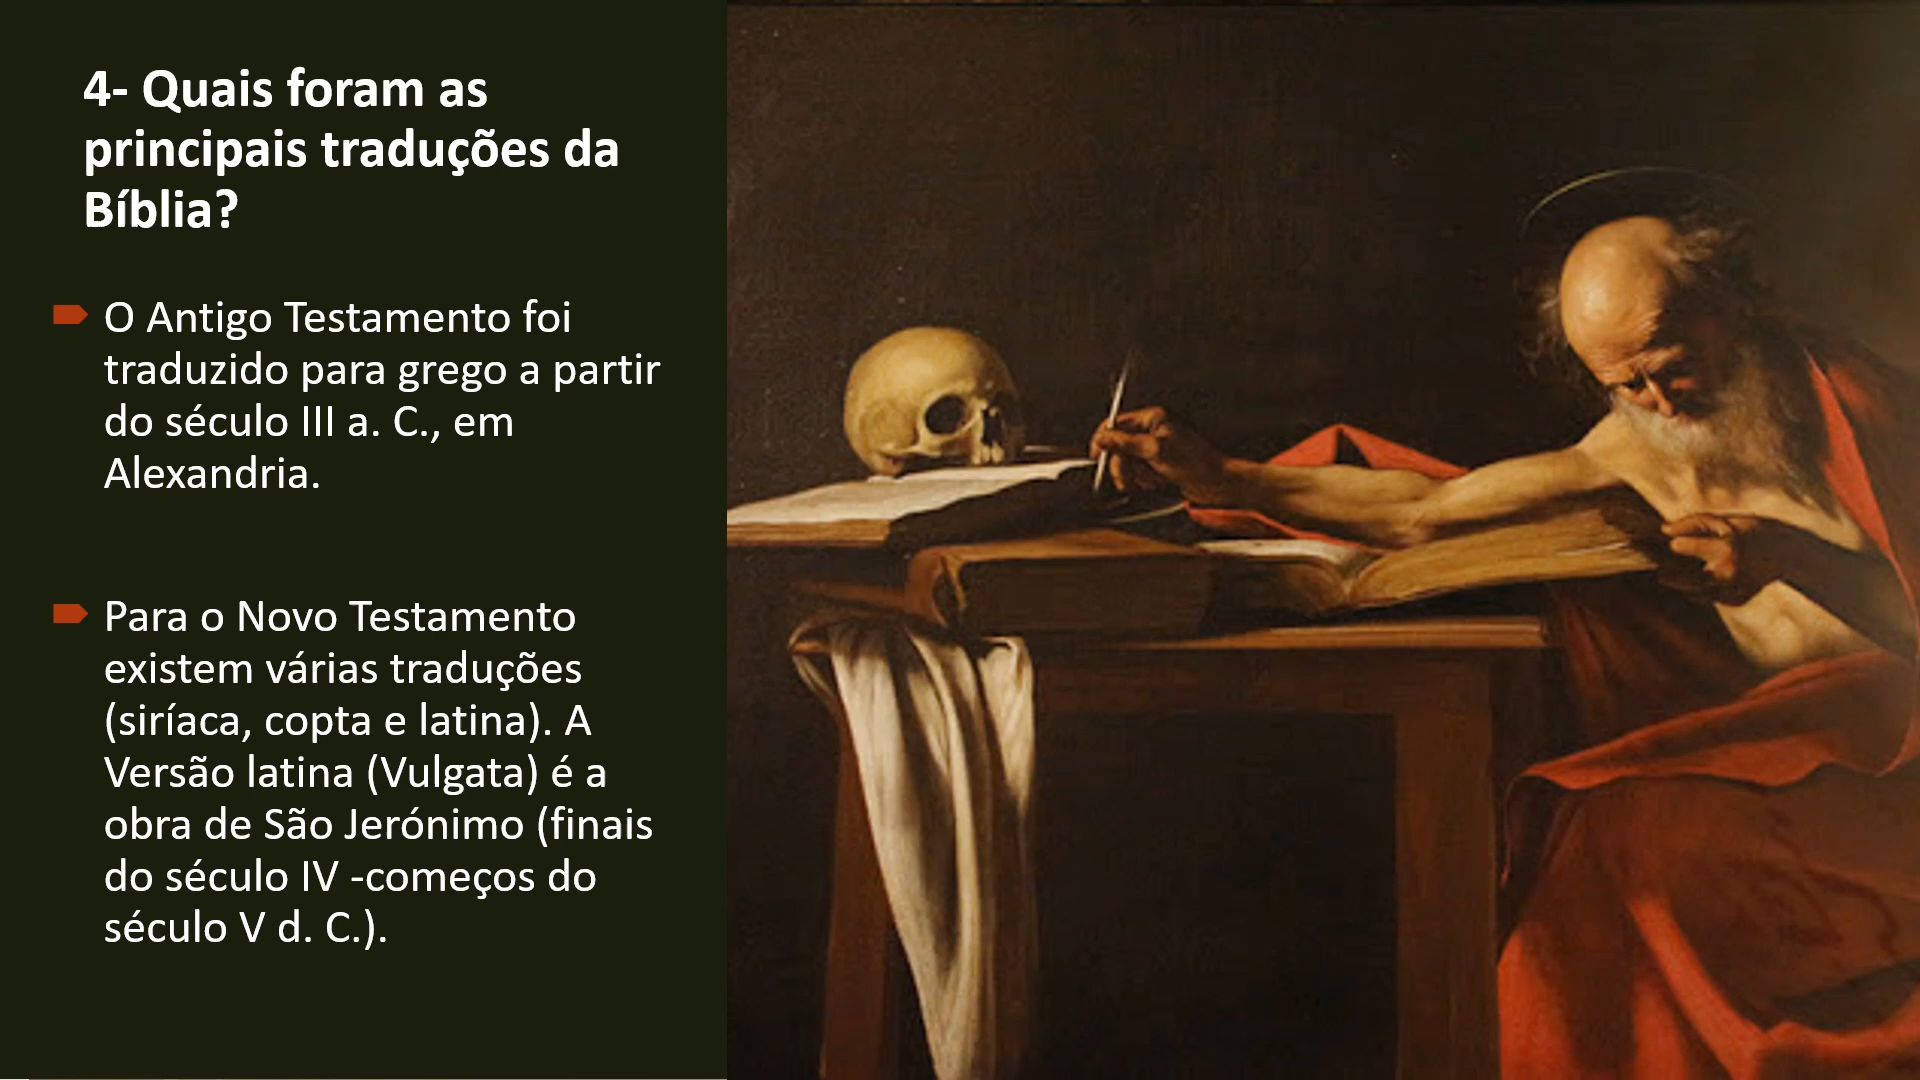 4- Quais foram as
principais traduções da
Bíblia?
O Antigo Testamento foi
traduzido para grego a partir
do século III a. C., em
Alexandria.
Para o Novo Testamento
existem várias traduções
(siríaca, copta e latina). A
Versão latina (Vulgata) é a
obra de São Jerónimo (finais
do século IV -começos do
século V d. C.).